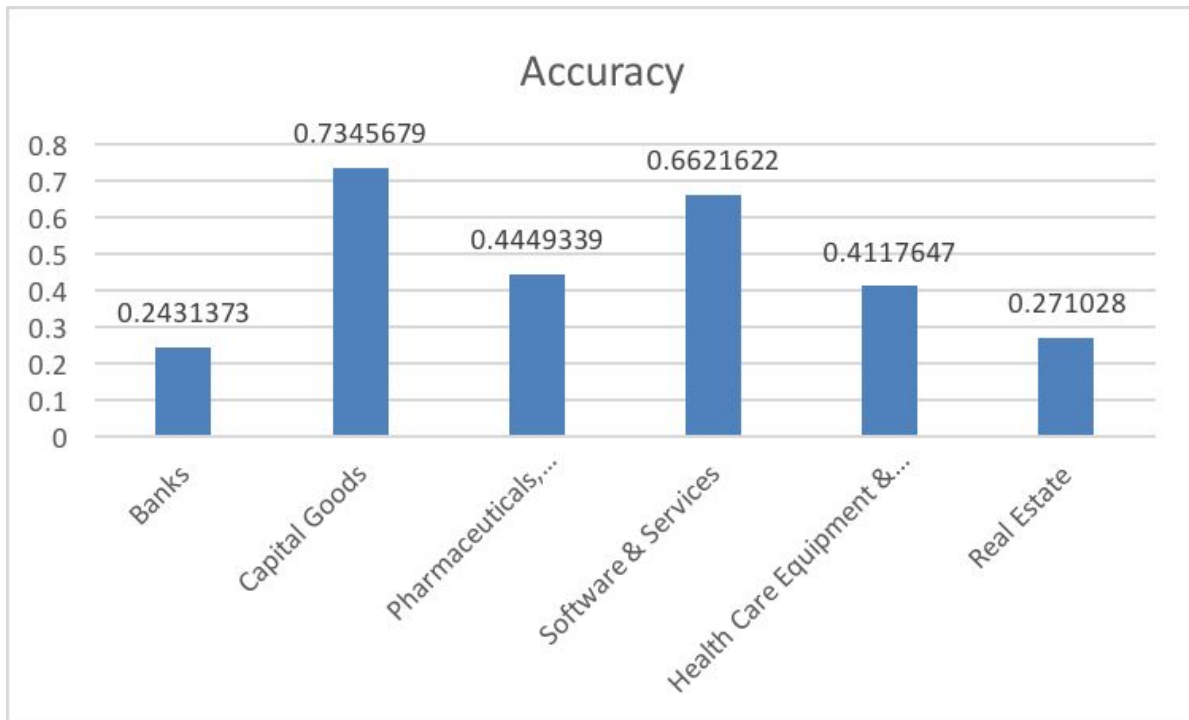 Accuracy
0.8
0.7
0.6
0.5
0.4
0.3
0.2
0.1
0
0.2431373
0.7345679
0.4449339
0.6621622
0.4117647
0.271028
Banks
Capital Goods
Pharmaceuticals,...
Software & Services
Health Care Equipment &...
Real Estate